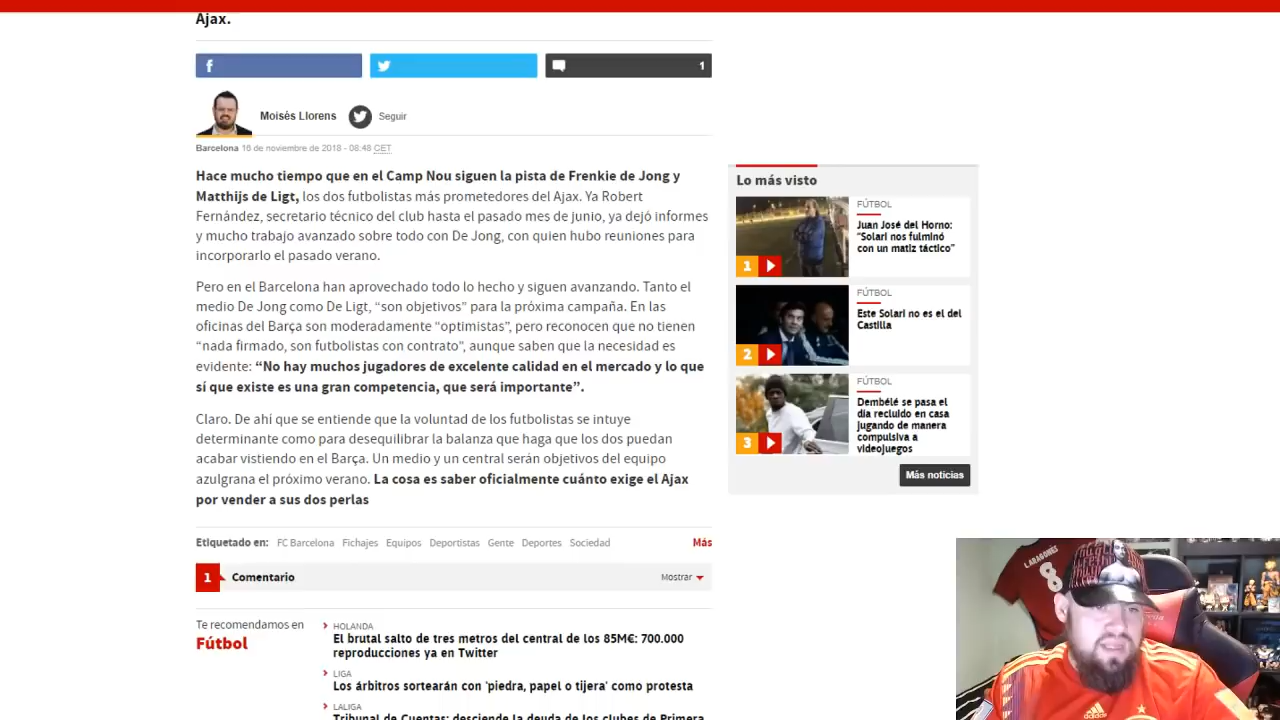 Ajax.
1
Moisés Llorens
Seguir
Barcelona 16 de noviembre de 2018 - 08:48 CET
Hace mucho tiempo que en el Camp Nou siguen la pista de Frenkie de Jong y
Matthijs de Ligt, los dos futbolistas más prometedores del Ajax. Ya Robert
Fernández, secretario técnico del club hasta el pasado mes de junio, ya dejó informes
y nucho trabajo avanzado sobre todo con De Jong, con quien hubo reuniones para
incorporarlo el pasado verano.
Pero en el Barcelona han aprovechado todo lo hecho y siguen avanzando. Tanto el
medio De Jong como De Ligt, “son objetivos” para la próxima campaña. En las
oficinas del Barça son moderadamente “optimistas”, pero reconocen que no tienen
“nada firmado, son futbolistas con contrato”, aunque saben que la necesidad es
evidente: “No hay muchos jugadores de excelente calidad en el mercado y lo que
sí que existe es una gran competencia, que será importante”.
Claro. De ahí que se entiende que la voluntad de los futbolistas se intuye
determinante como para desequilibrar la balanza que haga que los dos puedan
acabar vistiendo en el Barça. Un medio y un central serán objetivos del equipo
azulgrana el próximo verano. La cosa es saber oficialmente cuánto exige el Ajax
por vender a sus dos perlas
Etiquetado en: FC Barcelona Fichajes Equipos Deportistas Gente Deportes Sociedad Más
1 Comentario Mostrar
Te recomendamos en
Fútbol
HOLANDA
El brutal salto de tres metros del central de los 85M€: 700.000
reproducciones ya en Twitter
LIGA
Los árbitros sortearán con 'piedra, papel o tijera' como protesta
LALIGA
Tribunal de Cuentas: desciende la deuda de los clubes de Primera
Lo más visto
1
FÚTBOL
Juan José del Horno:
“Solari nos fulminó
con un matiz táctico”
2
FÚTBOL
Este Solari no es el del
Castilla
3
FÚTBOL
Dembélé se pasa el
día recluido en casa
jugando de manera
compulsiva a
videojuegos
Más noticias
L.ARAGONES
8
adidas